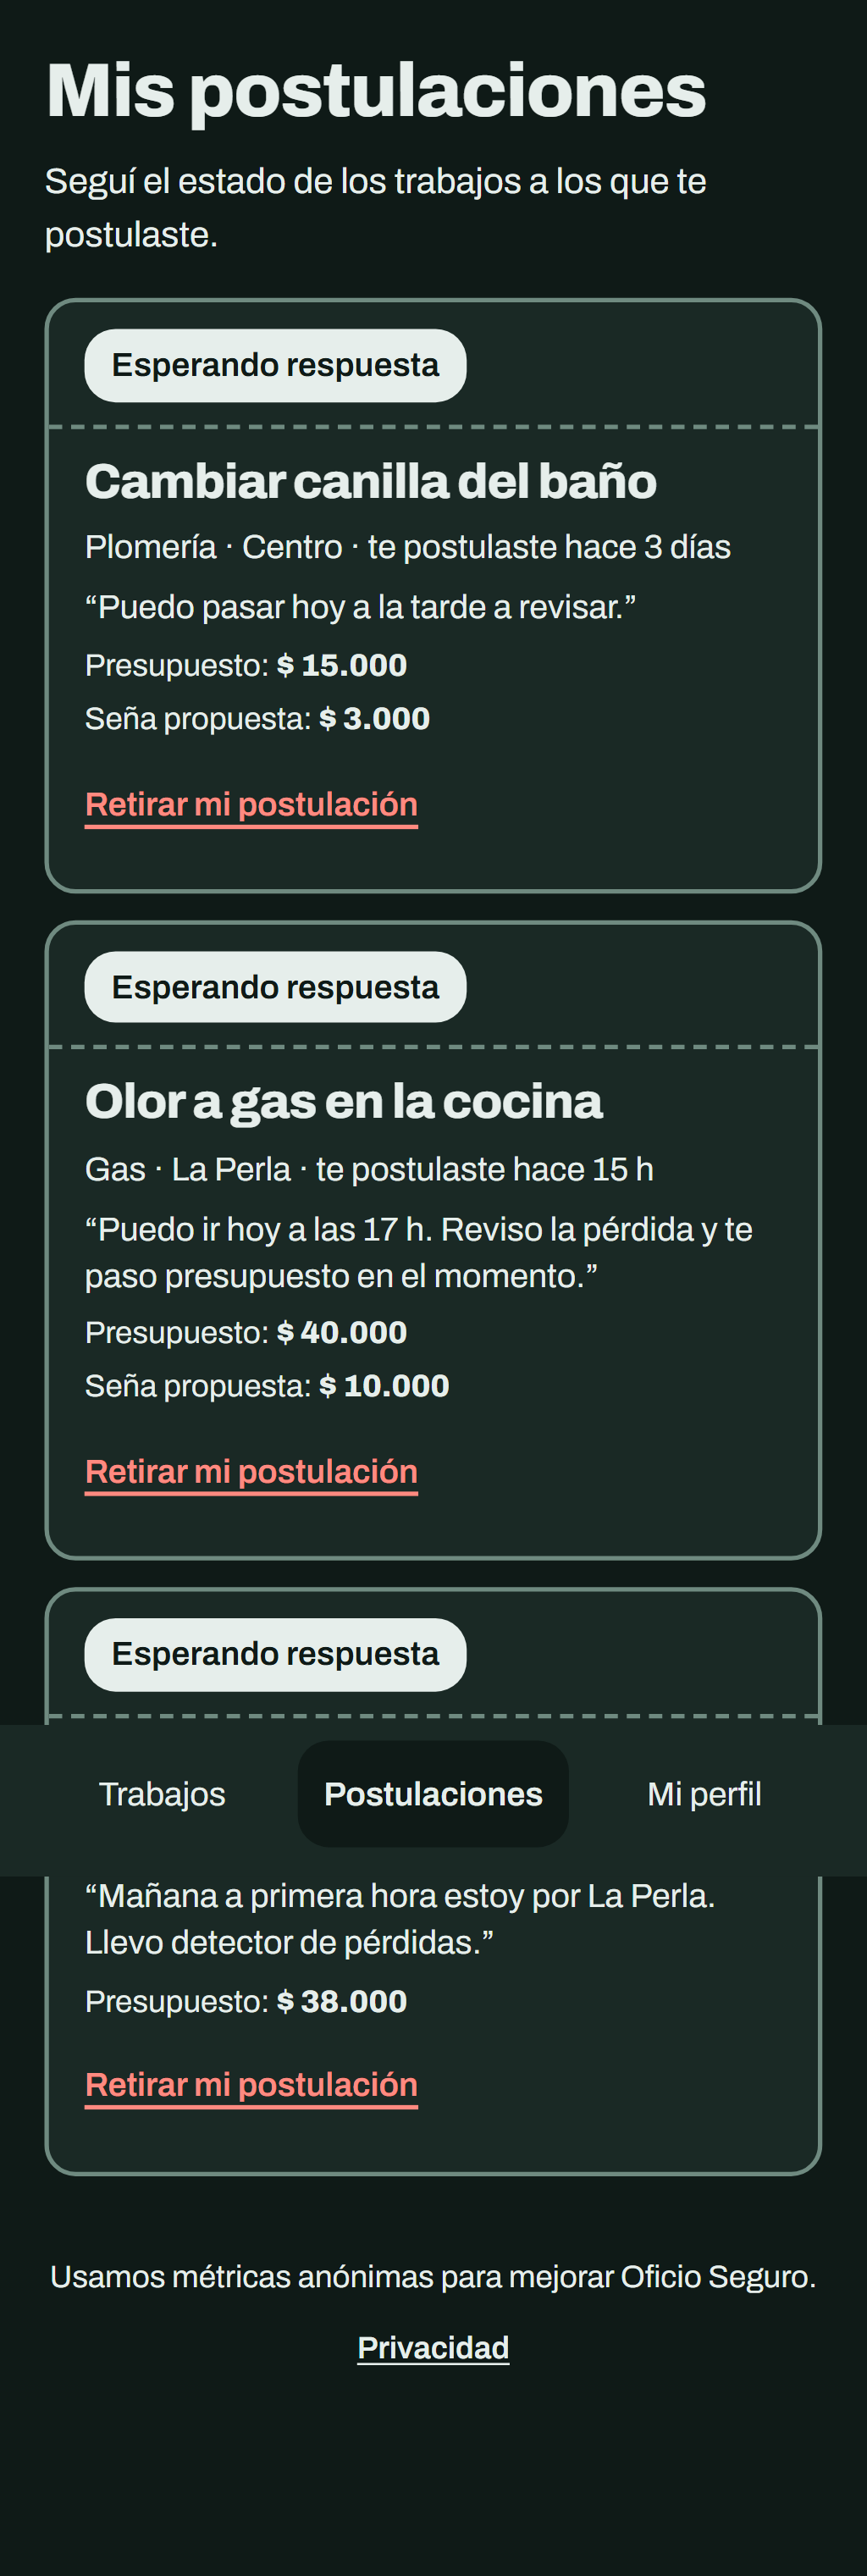 Mis postulaciones
Seguí el estado de los trabajos a los que te
postulaste.
Esperando respuesta
Cambiar canilla del baño
Plomería · Centro · te postulaste hace 3 días
“Puedo pasar hoy a la tarde a revisar.”
Presupuesto: $ 15.000
Seña propuesta: $ 3.000
Retirar mi postulación
Esperando respuesta
Olor a gas en la cocina
Gas · La Perla · te postulaste hace 15 h
“Puedo ir hoy a las 17 h. Reviso la pérdida y te
paso presupuesto en el momento.”
Presupuesto: $ 40.000
Seña propuesta: $ 10.000
Retirar mi postulación
Esperando respuesta
Trabajos Postulaciones Mi perfil
“Mañana a primera hora estoy por La Perla.
Llevo detector de pérdidas.”
Presupuesto: $ 38.000
Retirar mi postulación
Usamos métricas anónimas para mejorar Oficio Seguro.
Privacidad